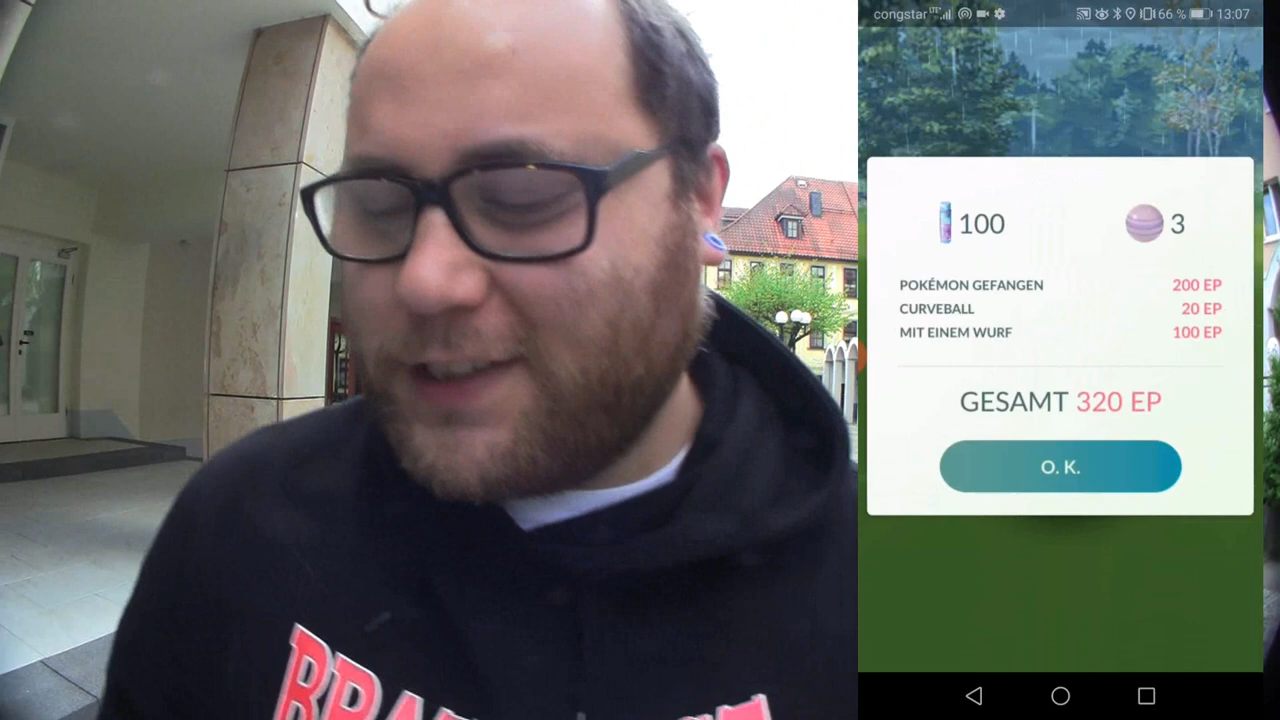 congstar LTE 66 % 13:07
100 3
POKÉMON GEFANGEN 200 EP
CURVEBALL 20 EP
MIT EINEM WURF 100 EP
GESAMT 320 EP
O. K.